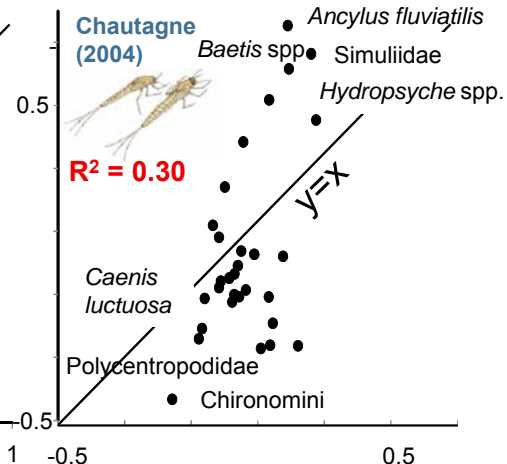 Chautagne
(2004)
Ancylus fluviatilis
Baetis spp.
Simuliidae
0.5
Hydropsyche spp.
R² = 0.30
y=x
Caenis
luctuosa
Polycentropodidae
Chironomini
-0.5
1
-0.5
0.5